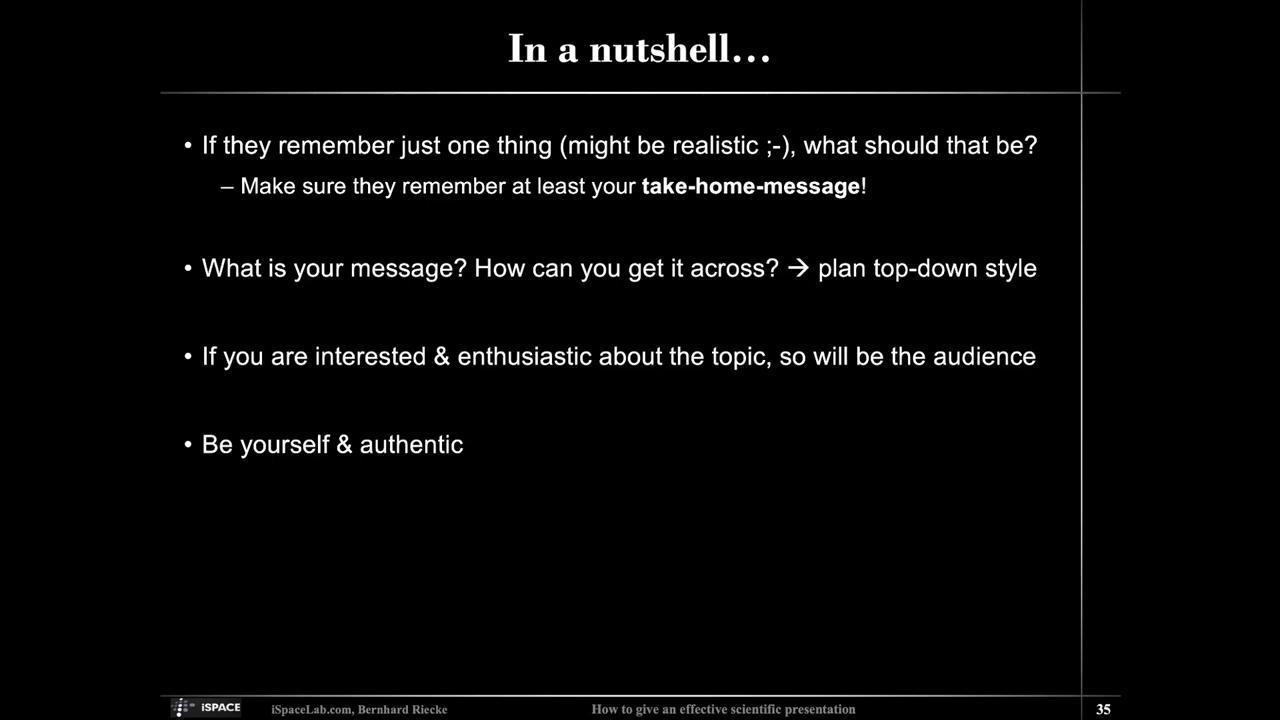 In a nutshell…
• If they remember just one thing (might be realistic ;-), what should that be?
– Make sure they remember at least your take-home-message!
• What is your message? How can you get it across? → plan top-down style
• If you are interested & enthusiastic about the topic, so will be the audience
• Be yourself & authentic
iSPACE
iSpaceLab.com, Bernhard Riecke
How to give an effective scientific presentation
35